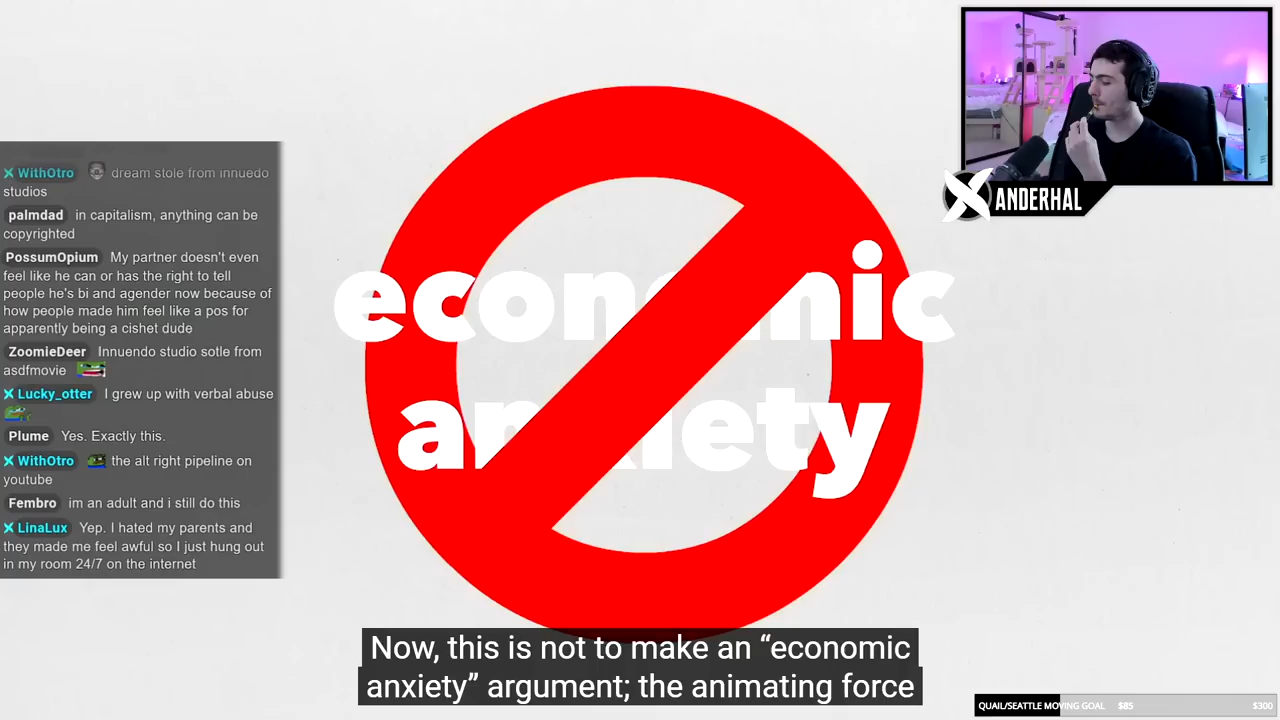 WithOtro dream stole from innuedo
studios
palmdad in capitalism, anything can be
copyrighted
PossumOpium My partner doesn't even
feel like he can or has the right to tell
people he's bi and agender now because of
how people made him feel like a pos for
apparently being a cishet dude
ZoomieDeer Innuendo studio sotle from
asdfmovie
Lucky_otter I grew up with verbal abuse
Plume Yes. Exactly this.
WithOtro the alt right pipeline on
youtube
Fembro im an adult and i still do this
LinaLux Yep. I hated my parents and
they made me feel awful so I just hung out
in my room 24/7 on the internet
economic
anxiety
XANDERHAL
Now, this is not to make an “economic
anxiety” argument; the animating force
QUAIL/SEATTLE MOVING GOAL $85 $300